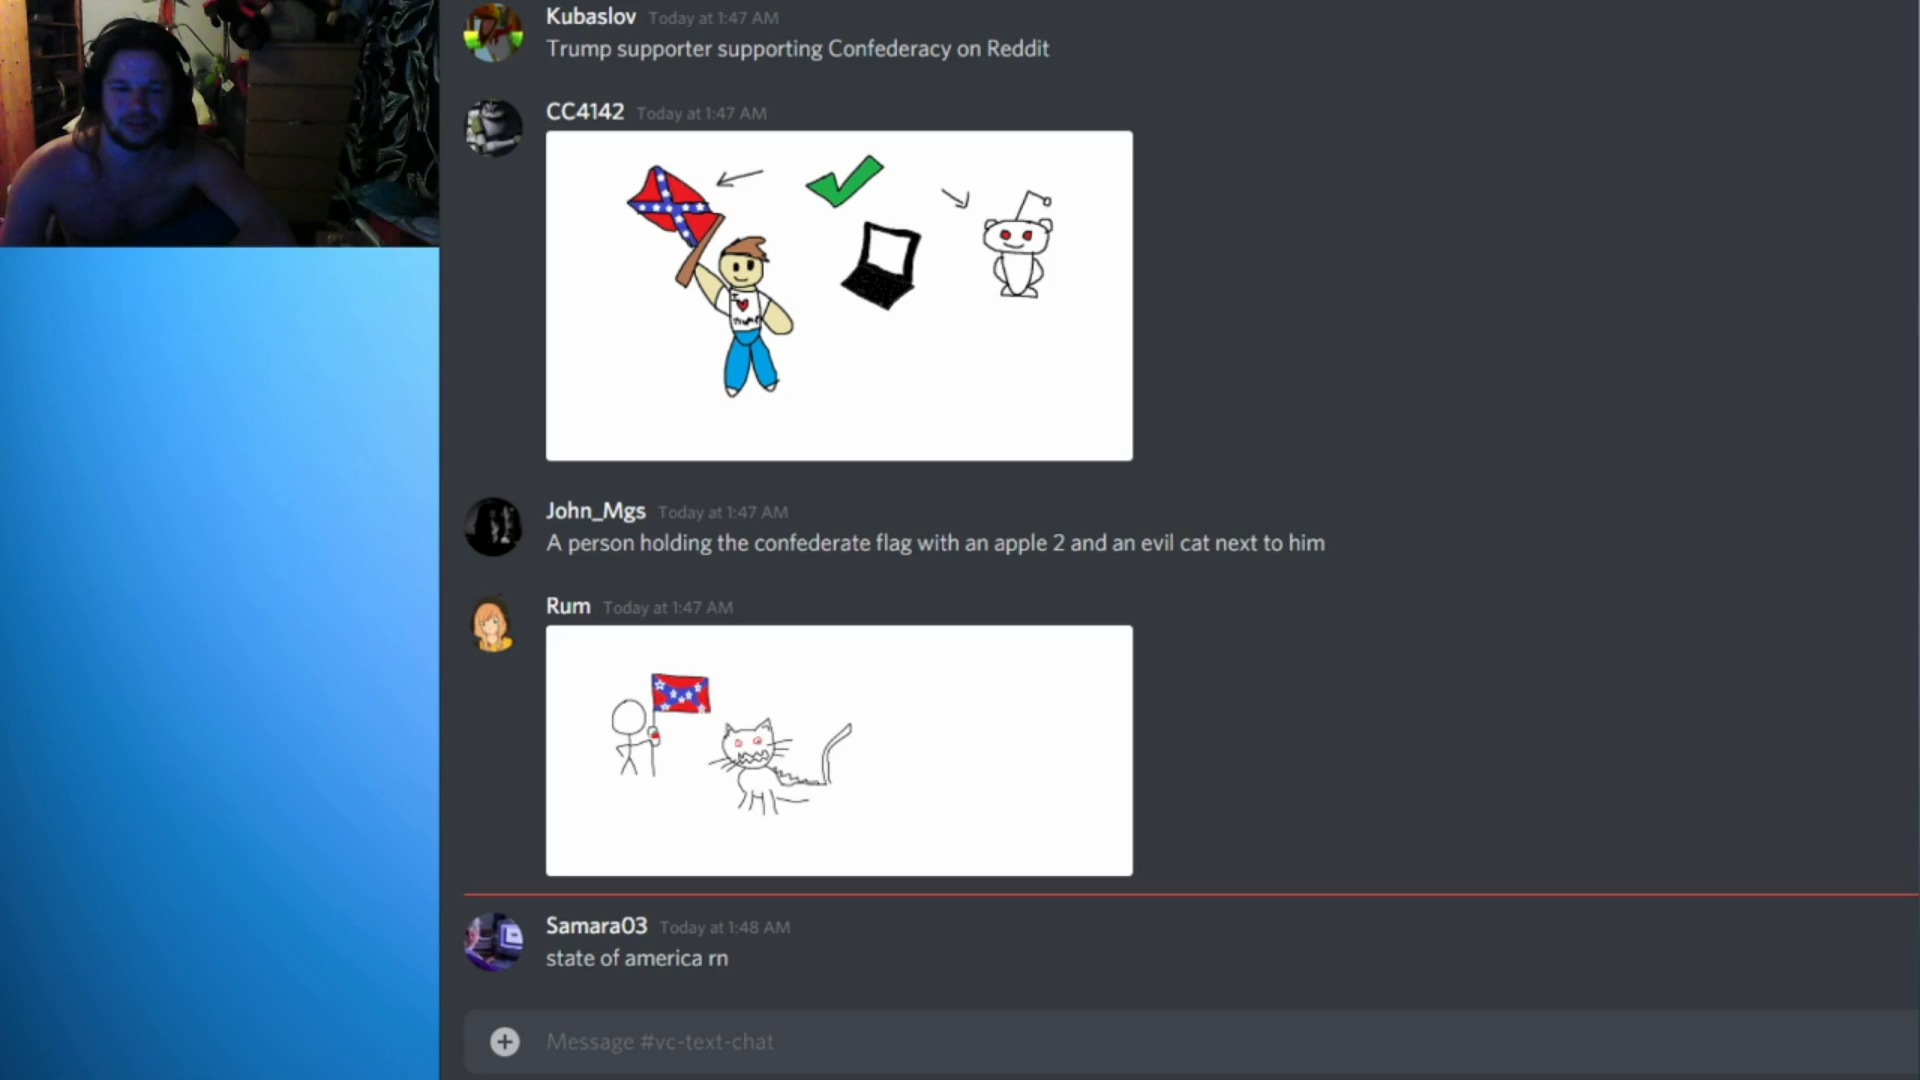 Kubaslov Today at 1:47 AM
Trump supporter supporting Confederacy on Reddit
CC4142 Today at 1:47 AM
I
TRUMP
John_Mgs Today at 1:47 AM
A person holding the confederate flag with an apple 2 and an evil cat next to him
Rum Today at 1:47 AM
Samara03 Today at 1:48 AM
state of america rn
Message #vc-text-chat